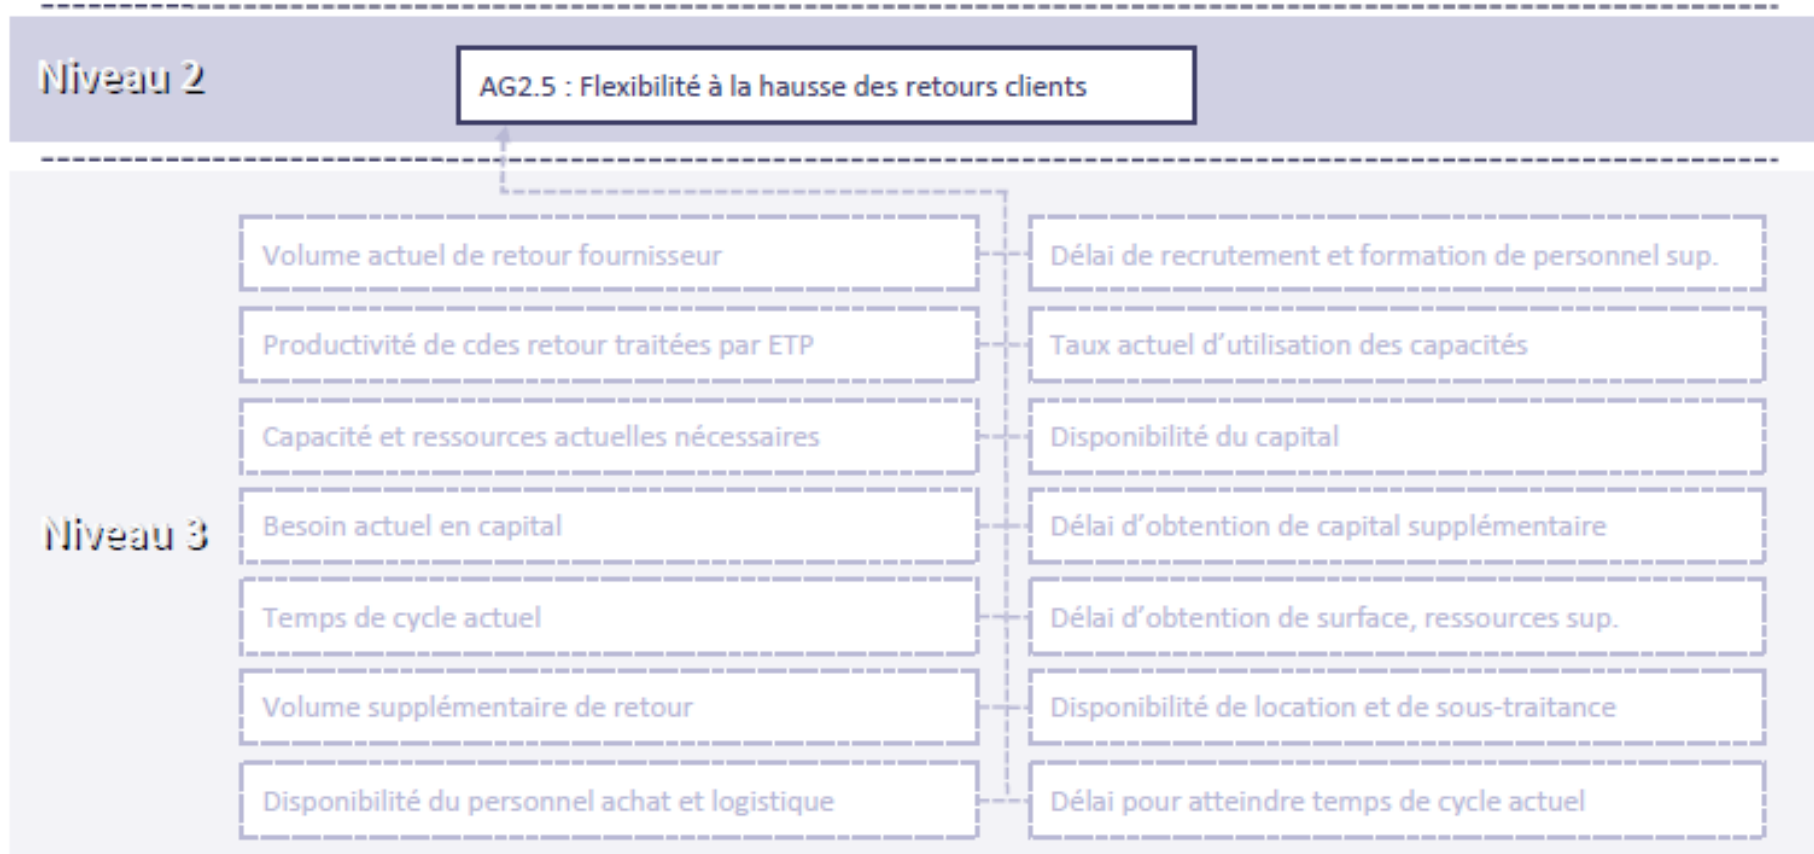 Niveau 2
AG2.5 : Flexibilité à la hausse des retours clients
Niveau 3
Volume actuel de retour fournisseur
Délai de recrutement et formation de personnel sup.
Productivité de cdes retour traitées par ETP
Taux actuel d'utilisation des capacités
Capacité et ressources actuelles nécessaires
Disponibilité du capital
Besoin actuel en capital
Délai d'obtention de capital supplémentaire
Temps de cycle actuel
Délai d'obtention de surface, ressources sup.
Volume supplémentaire de retour
Disponibilité de location et de sous-traitance
Disponibilité du personnel achat et logistique
Délai pour atteindre temps de cycle actuel